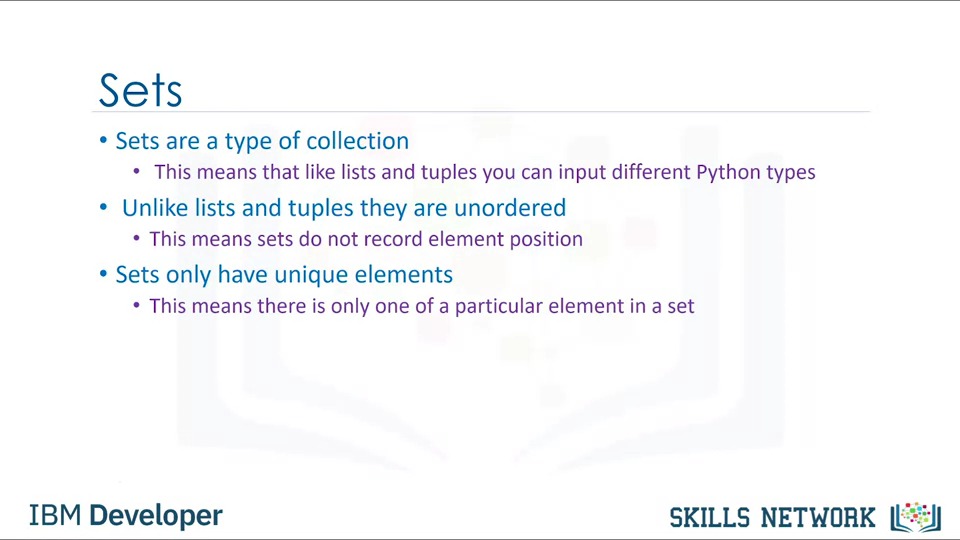 Sets
• Sets are a type of collection
• This means that like lists and tuples you can input different Python types
• Unlike lists and tuples they are unordered
• This means sets do not record element position
• Sets only have unique elements
• This means there is only one of a particular element in a set
IBM Developer
SKILLS NETWORK